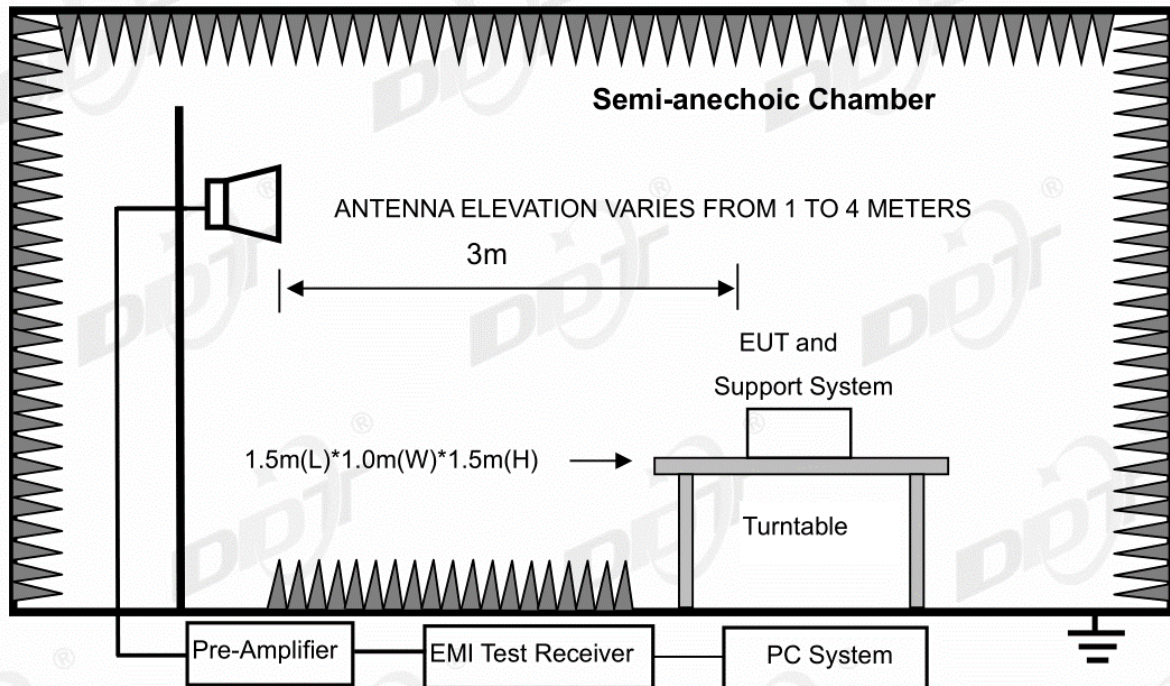 Semi-anechoic Chamber
ANTENNA ELEVATION VARIES FROM 1 TO 4 METERS
3m
EUT and
Support System
1.5m(L)*1.0m(W)*1.5m(H)
Turntable
Pre-Amplifier
EMI Test Receiver
PC System
DDT
®